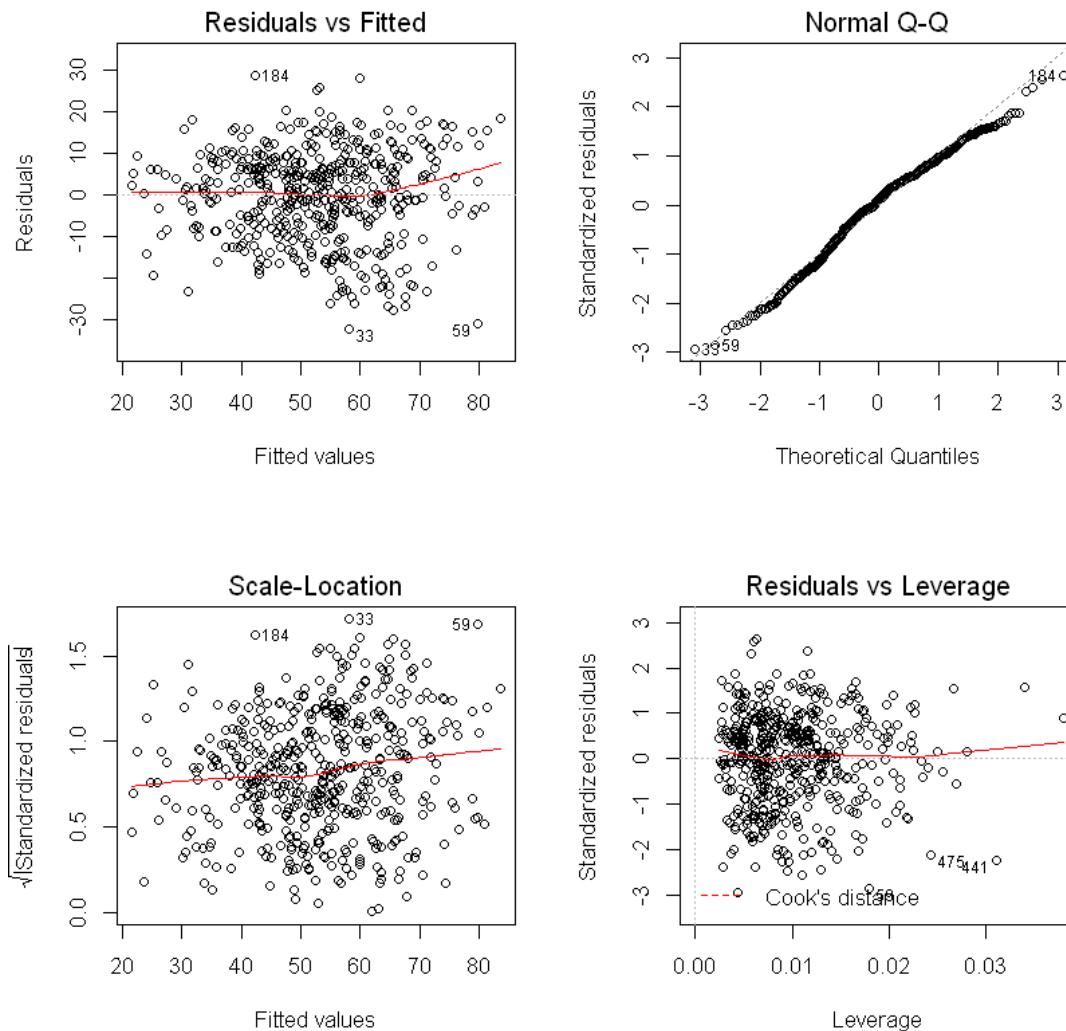 Residuals vs Fitted
30
10
0
-10
-30
20 30 40 50 60 70 80
Residuals
Fitted values
184
33
59
Normal Q-Q
3
2
1
0
-1
-2
-3
-3 -2 -1 0 1 2 3
Standardized residuals
Theoretical Quantiles
184
33
59
Scale-Location
1.5
1.0
0.5
0.0
20 30 40 50 60 70 80
√|Standardized residuals|
Fitted values
184
33
59
Residuals vs Leverage
3
2
1
0
-1
-2
-3
0.00 0.01 0.02 0.03
Standardized residuals
Leverage
475
441
59
Cook's distance